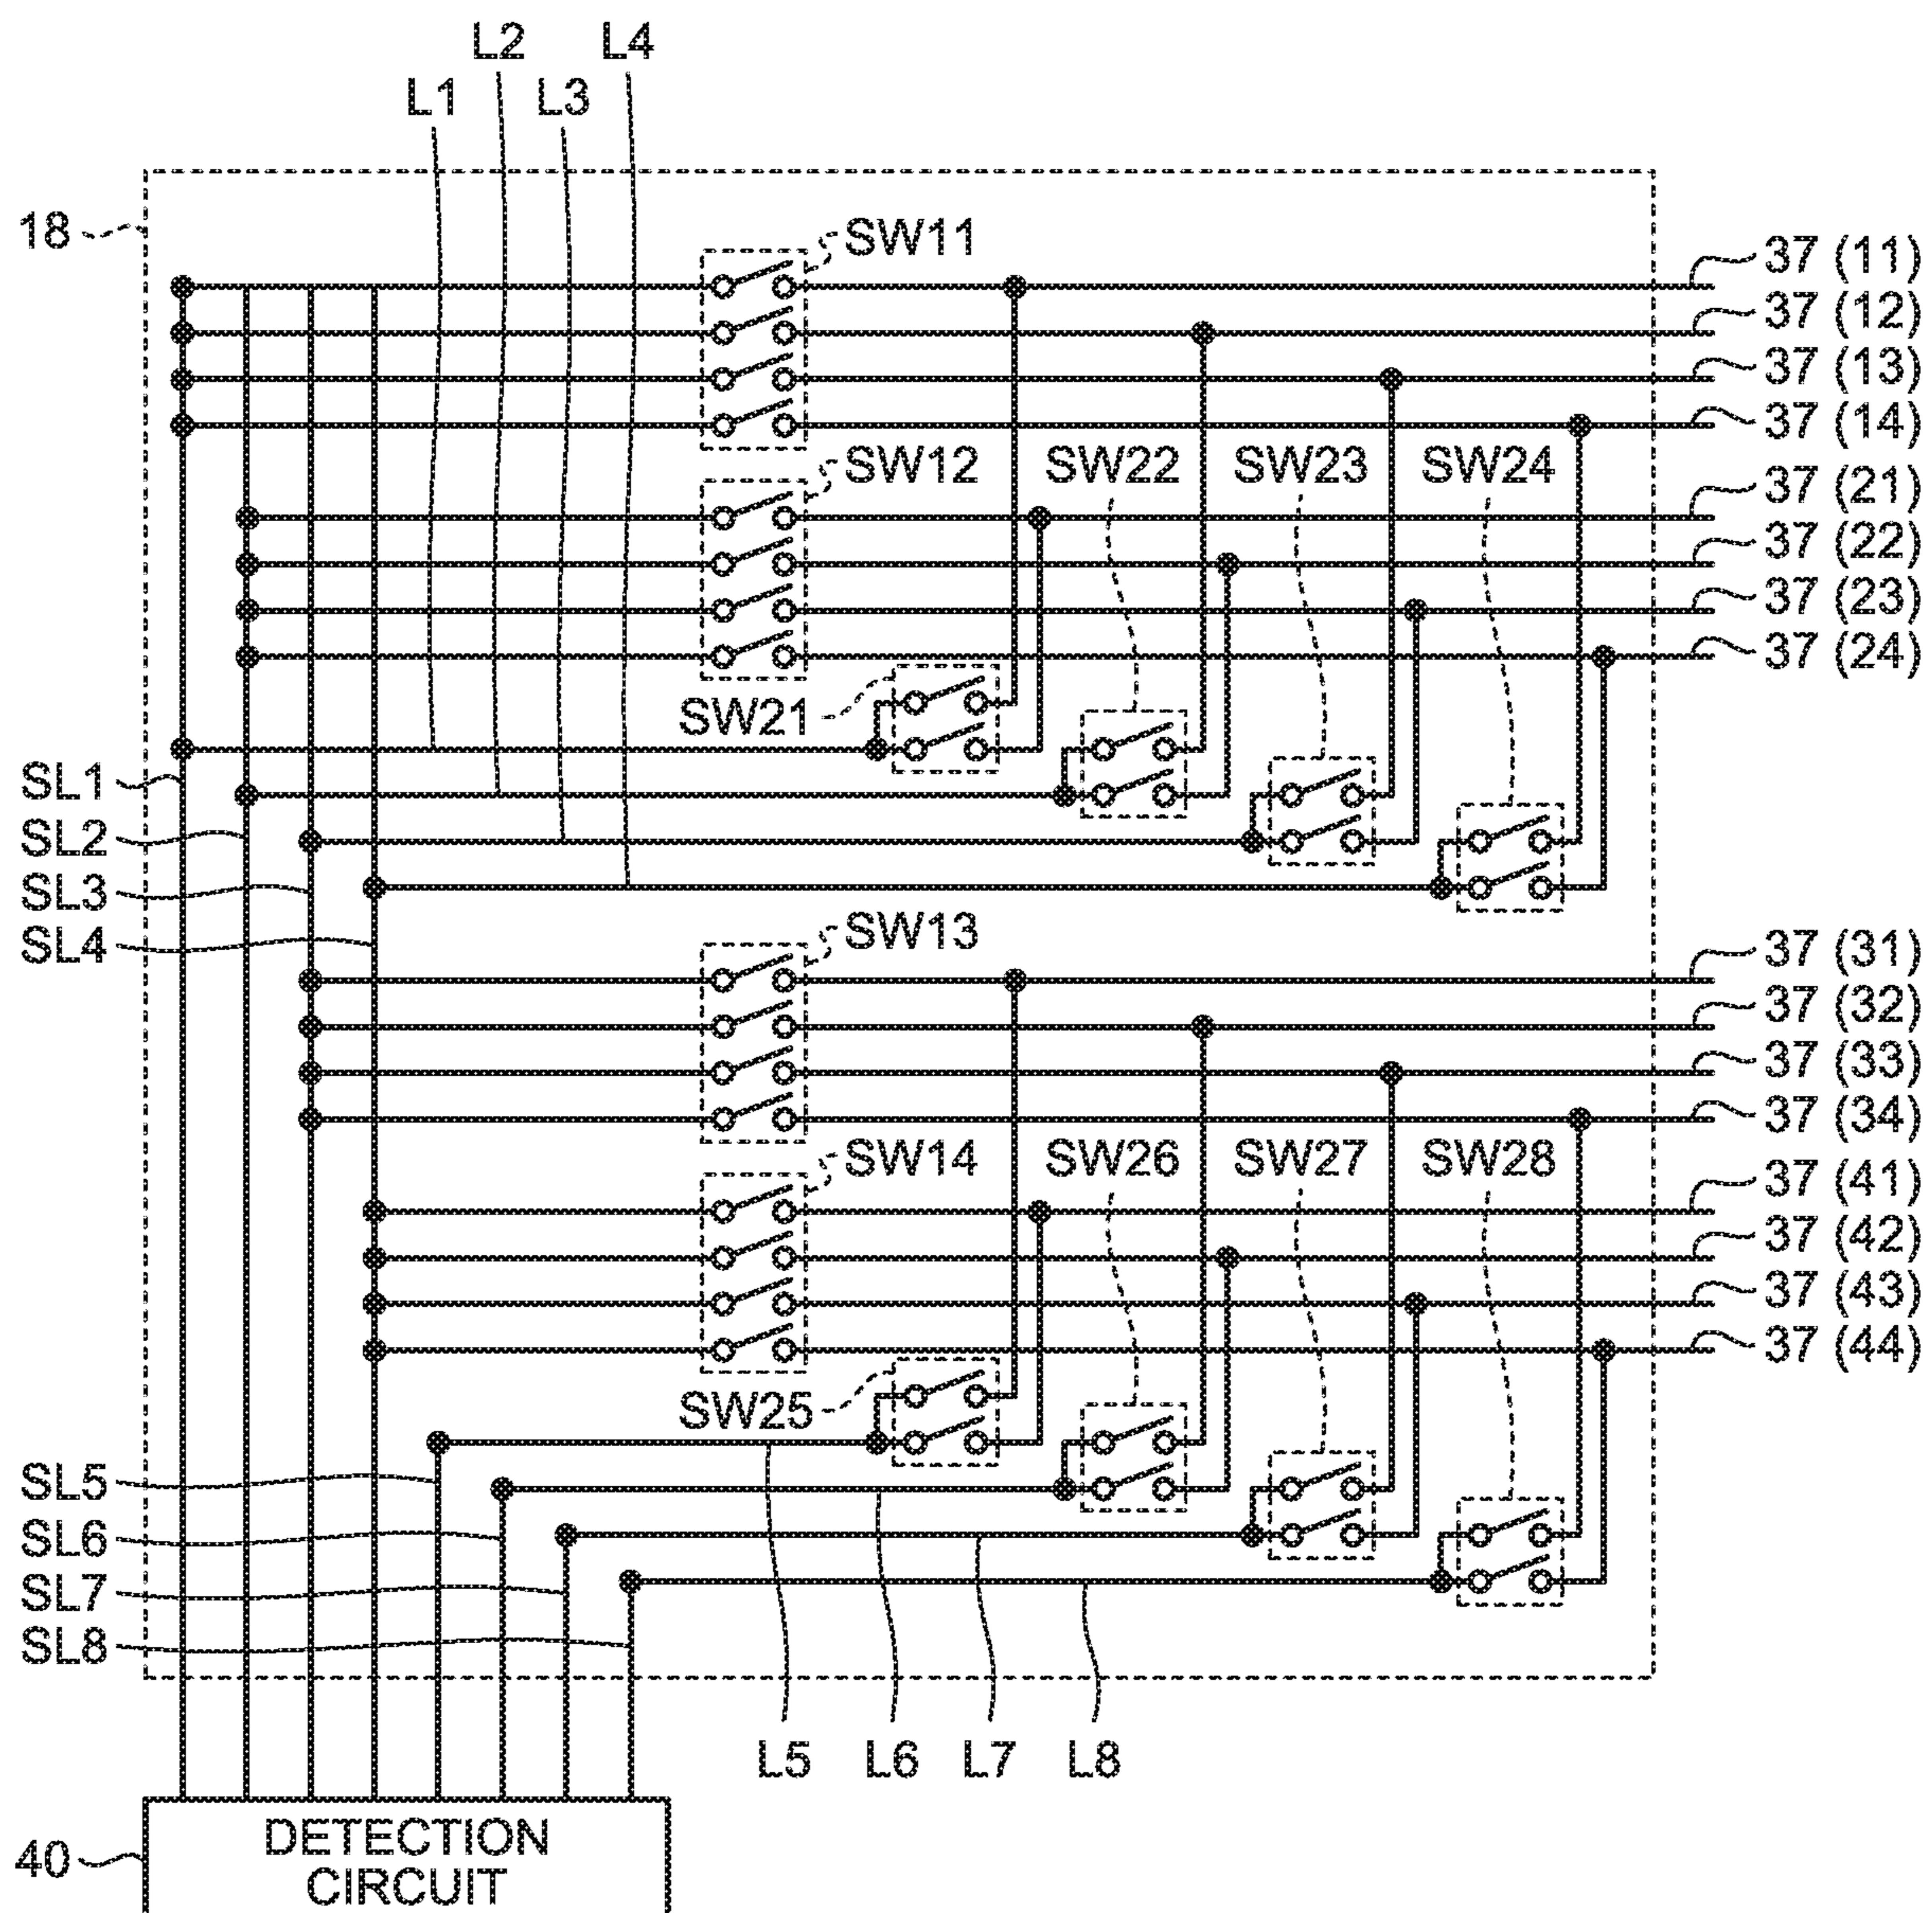 L2 L4
L1 L3
18
SW11
37 (11)
37 (12)
37 (13)
37 (14)
SW12 SW22 SW23 SW24
37 (21)
37 (22)
37 (23)
37 (24)
SW21
SL1
SL2
SL3
SL4
SW13
37 (31)
37 (32)
37 (33)
37 (34)
SW14 SW26 SW27 SW28
37 (41)
37 (42)
37 (43)
37 (44)
SW25
SL5
SL6
SL7
SL8
L5 L6 L7 L8
40
DETECTION
CIRCUIT